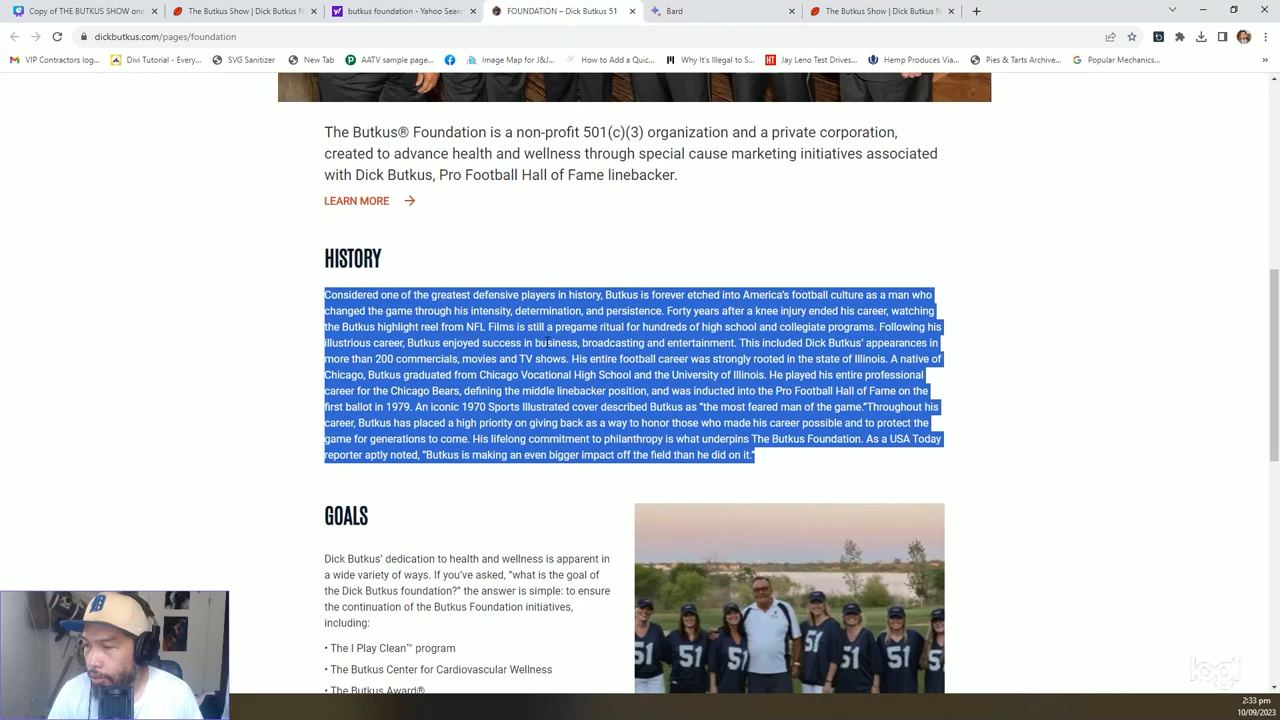 Copy of THE BUTKUS SHOW one
The Butkus Show | Dick Butkus N
butkus foundation - Yahoo Sear
FOUNDATION – Dick Butkus 51
Bard
The Butkus Show | Dick Butkus N
dickbutkus.com/pages/foundation
VIP Contractors log...
Divi Tutorial - Every...
SVG Sanitizer
New Tab
AATV sample page...
Image Map for J&J...
How to Add a Quic...
Why It's Illegal to S...
Jay Leno Test Drives...
Hemp Produces Via...
Pies & Tarts Archive...
Popular Mechanics...
The Butkus® Foundation is a non-profit 501(c)(3) organization and a private corporation,
created to advance health and wellness through special cause marketing initiatives associated
with Dick Butkus, Pro Football Hall of Fame linebacker.
LEARN MORE →
HISTORY
Considered one of the greatest defensive players in history, Butkus is forever etched into America's football culture as a man who
changed the game through his intensity, determination, and persistence. Forty years after a knee injury ended his career, watching
the Butkus highlight reel from NFL Films is still a pregame ritual for hundreds of high school and collegiate programs. Following his
illustrious career, Butkus enjoyed success in business, broadcasting and entertainment. This included Dick Butkus' appearances in
more than 200 commercials, movies and TV shows. His entire football career was strongly rooted in the state of Illinois. A native of
Chicago, Butkus graduated from Chicago Vocational High School and the University of Illinois. He played his entire professional
career for the Chicago Bears, defining the middle linebacker position, and was inducted into the Pro Football Hall of Fame on the
first ballot in 1979. An iconic 1970 Sports Illustrated cover described Butkus as "the most feared man of the game."Throughout his
career, Butkus has placed a high priority on giving back as a way to honor those who made his career possible and to protect the
game for generations to come. His lifelong commitment to philanthropy is what underpins The Butkus Foundation. As a USA Today
reporter aptly noted, "Butkus is making an even bigger impact off the field than he did on it."
GOALS
Dick Butkus' dedication to health and wellness is apparent in
a wide variety of ways. If you've asked, "what is the goal of
the Dick Butkus foundation?" the answer is simple: to ensure
the continuation of the Butkus Foundation initiatives,
including:
• The I Play Clean™ program
• The Butkus Center for Cardiovascular Wellness
• The Butkus Award®
51
51
51
51
2:33 pm
10/09/2023